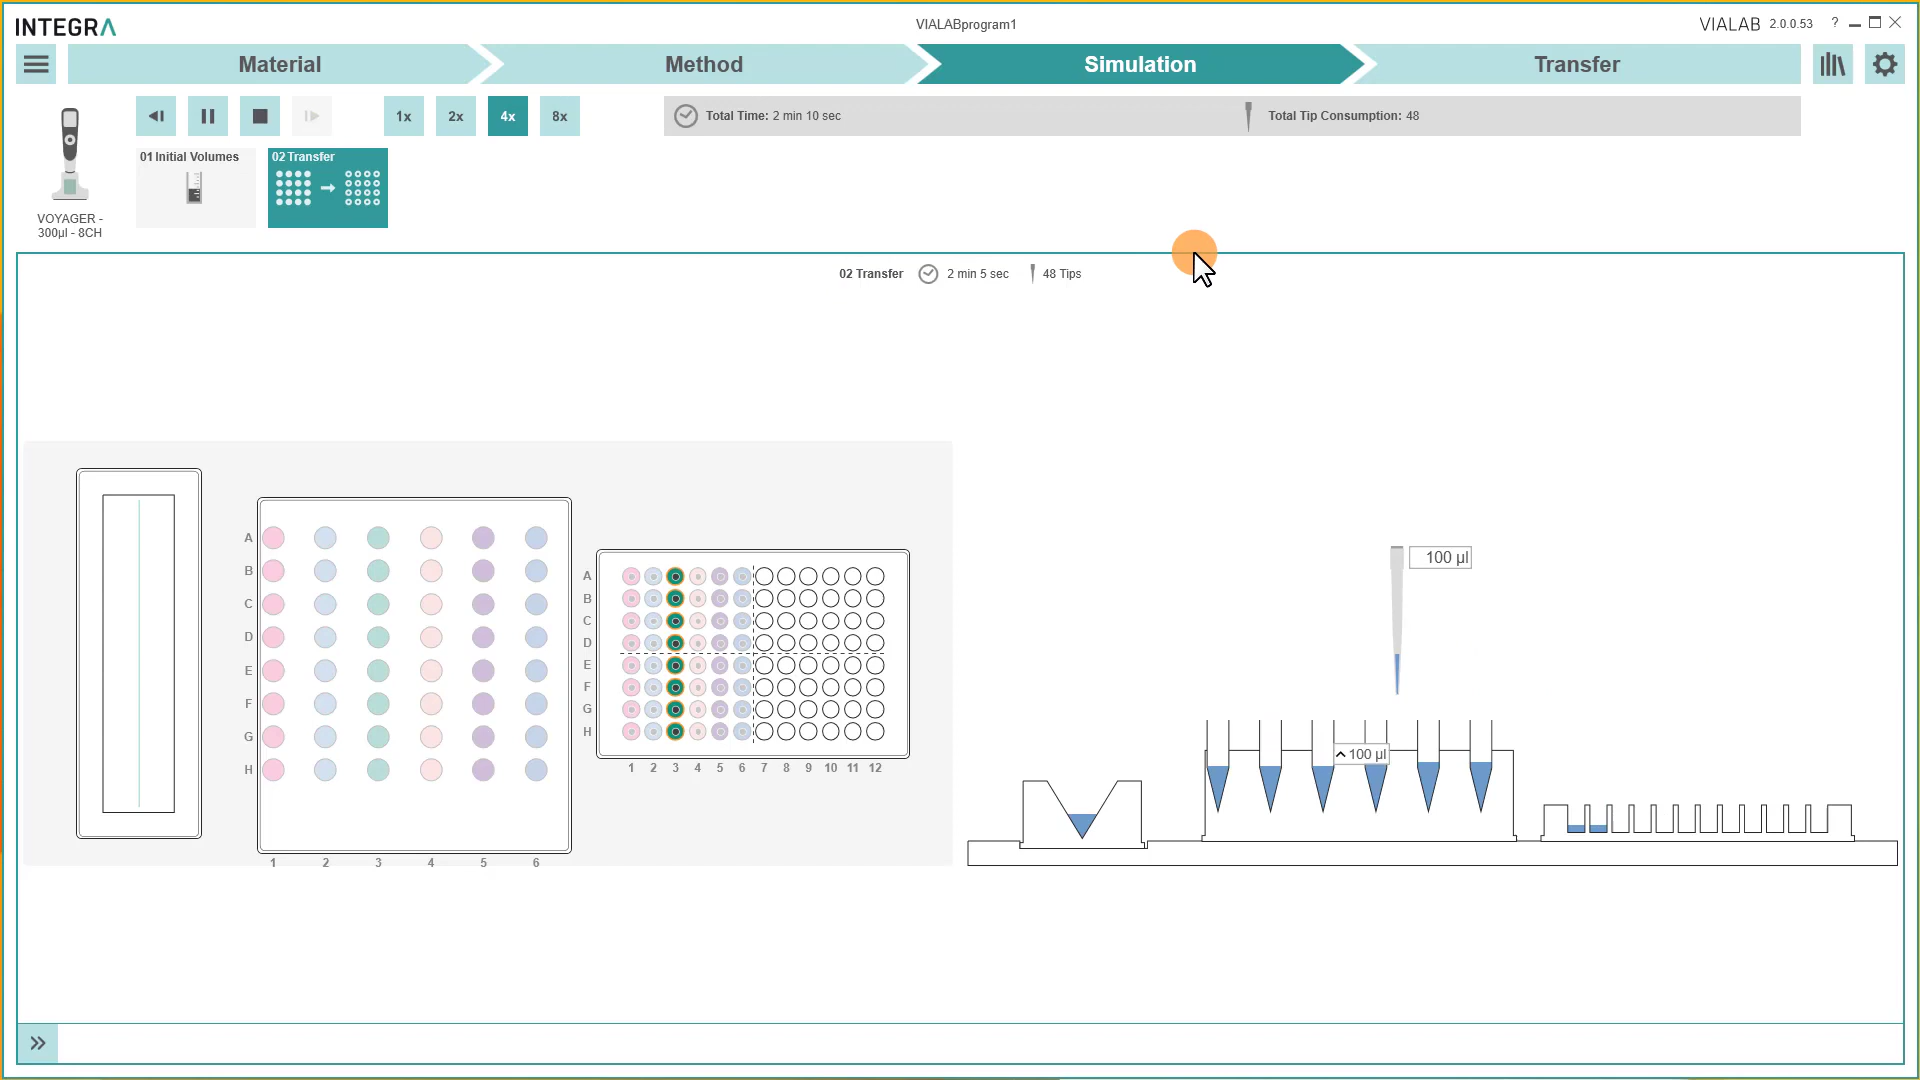 INTEGRA
VIALABprogram1
VIALAB 2.0.0.53 ?
Material
Method
Simulation
Transfer
1x
2x
4x
8x
Total Time: 2 min 10 sec
Total Tip Consumption: 48
VOYAGER -
300µl - 8CH
01 Initial Volumes
02 Transfer
02 Transfer
2 min 5 sec
48 Tips
A
B
C
D
E
F
G
H
1 2 3 4 5 6
A
B
C
D
E
F
G
H
1 2 3 4 5 6 7 8 9 10 11 12
100 µl
100 µl